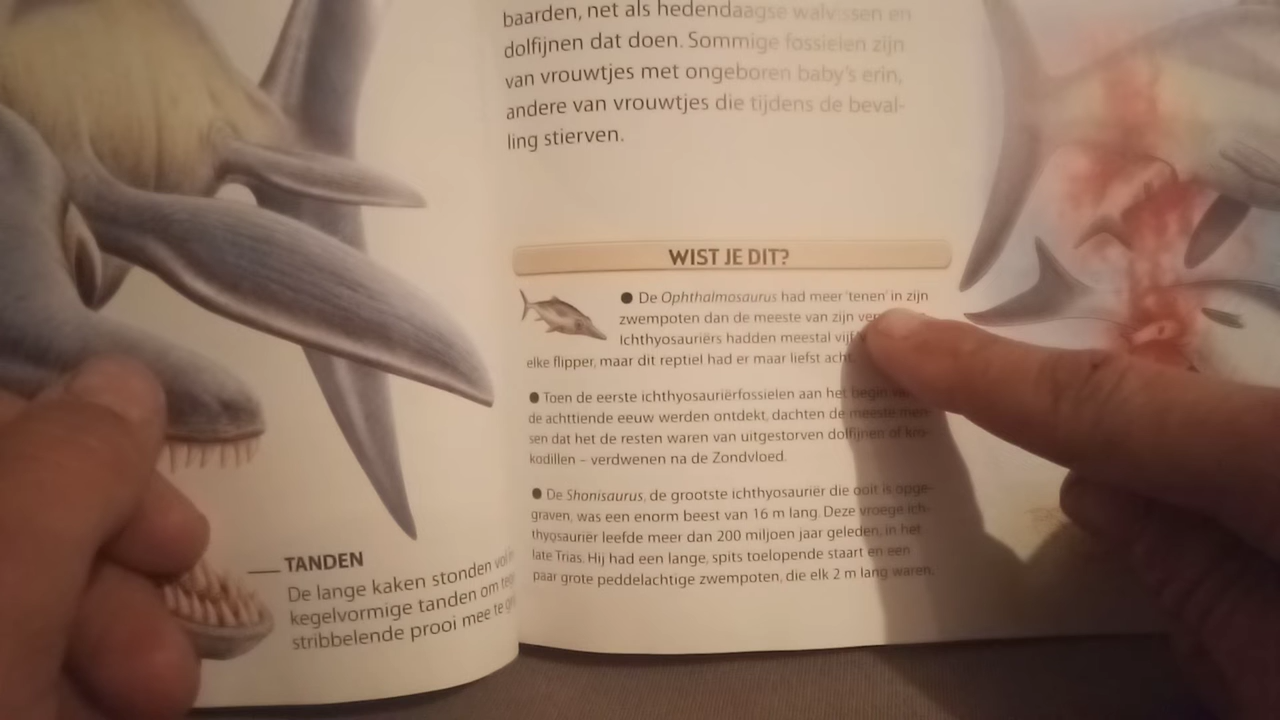 baarden, net als hedendaagse walvissen en
dolfijnen dat doen. Sommige fossielen zijn
van vrouwtjes met ongeboren baby's erin,
andere van vrouwtjes die tijdens de beval-
ling stierven.
WIST JE DIT?
● De Ophthalmosaurus had meer 'tenen' in zijn
zwempoten dan de meeste van zijn
Ichthyosauriërs hadden meestal vijf
elke flipper, maar dit reptiel had er maar liefst acht.
● Toen de eerste ichthyosauriërfossielen aan het begin van
de achttiende eeuw werden ontdekt, dachten de meeste men-
sen dat het de resten waren van uitgestorven dolfijnen of kro-
kodillen – verdwenen na de Zondvloed.
● De Shonisaurus, de grootste ichthyosauriër die ooit is opge-
graven, was een enorm beest van 16 m lang. Deze vroege ich-
thyosauriër leefde meer dan 200 miljoen jaar geleden, in het
late Trias. Hij had een lange, spits toelopende staart en een
paar grote peddelachtige zwempoten, die elk 2 m lang waren.
TANDEN
De lange kaken stonden
kegelvormige tanden om
stribbelende prooi mee te